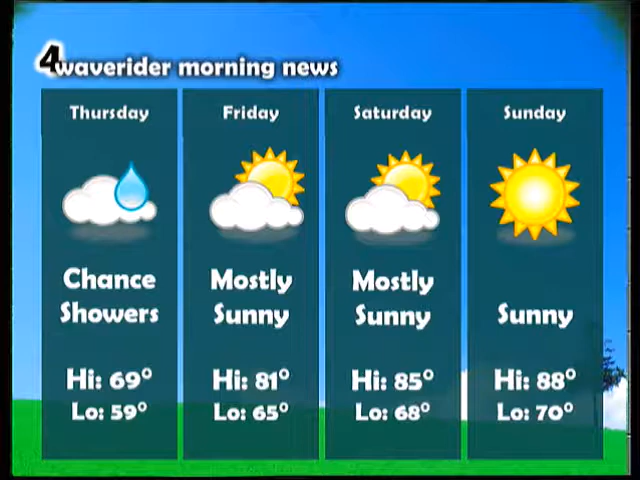 4waverider morning news
Thursday
Chance
Showers
Hi: 69°
Lo: 59°
Friday
Mostly
Sunny
Hi: 81°
Lo: 65°
Saturday
Mostly
Sunny
Hi: 85°
Lo: 68°
Sunday
Sunny
Hi: 88°
Lo: 70°